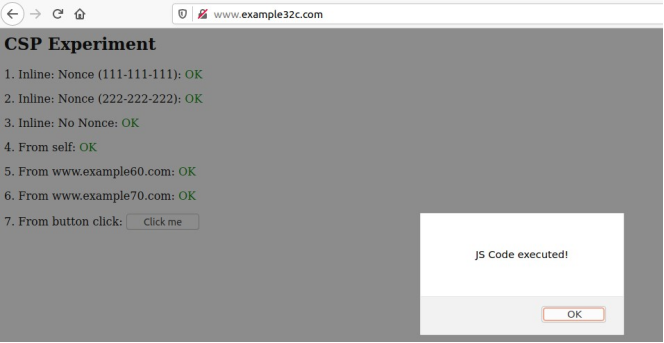 www.example32c.com
CSP Experiment
1. Inline: Nonce (111-111-111): OK
2. Inline: Nonce (222-222-222): OK
3. Inline: No Nonce: OK
4. From self: OK
5. From www.example60.com: OK
6. From www.example70.com: OK
7. From button click: Click me
JS Code executed!
OK